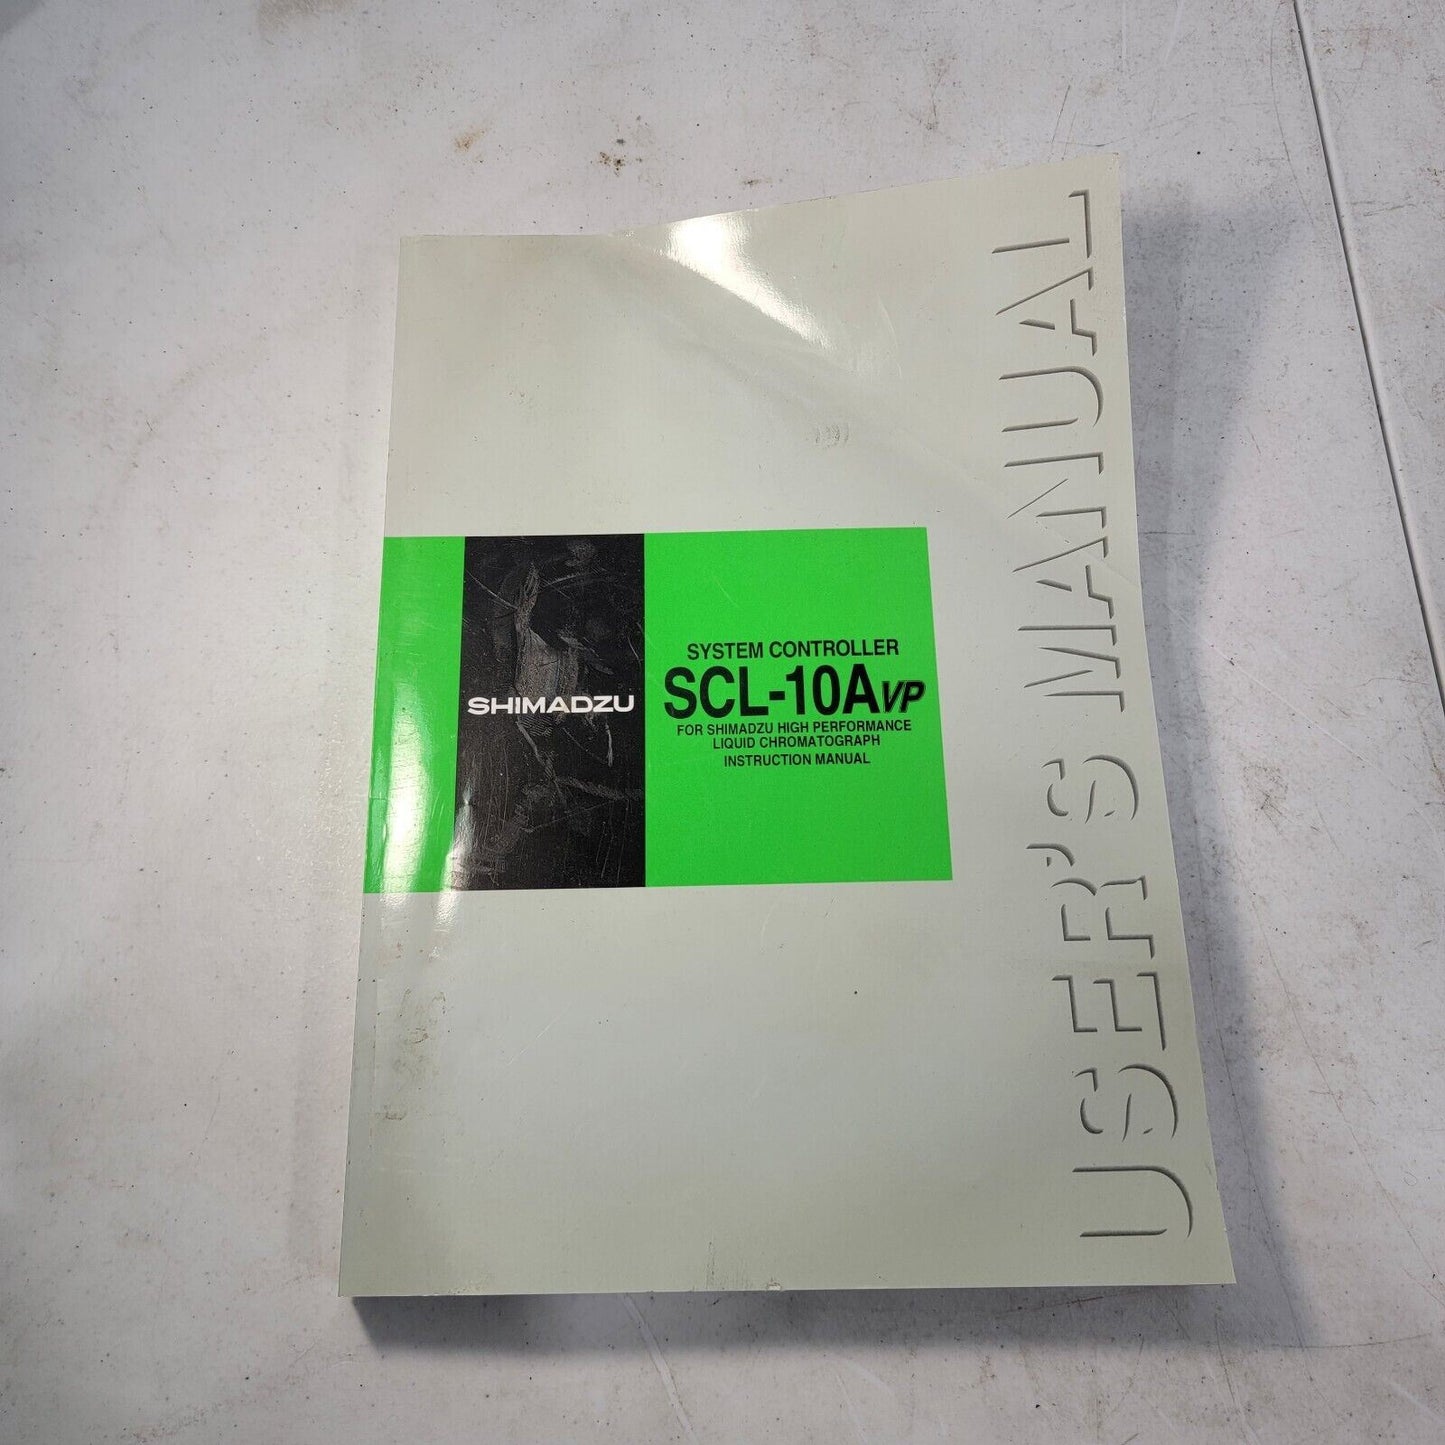 SHIMADZU
SYSTEM CONTROLLER
SCL-10AVP
FOR SHIMADZU HIGH PERFORMANCE
LIQUID CHROMATOGRAPH
INSTRUCTION MANUAL
USER'S MANUAL